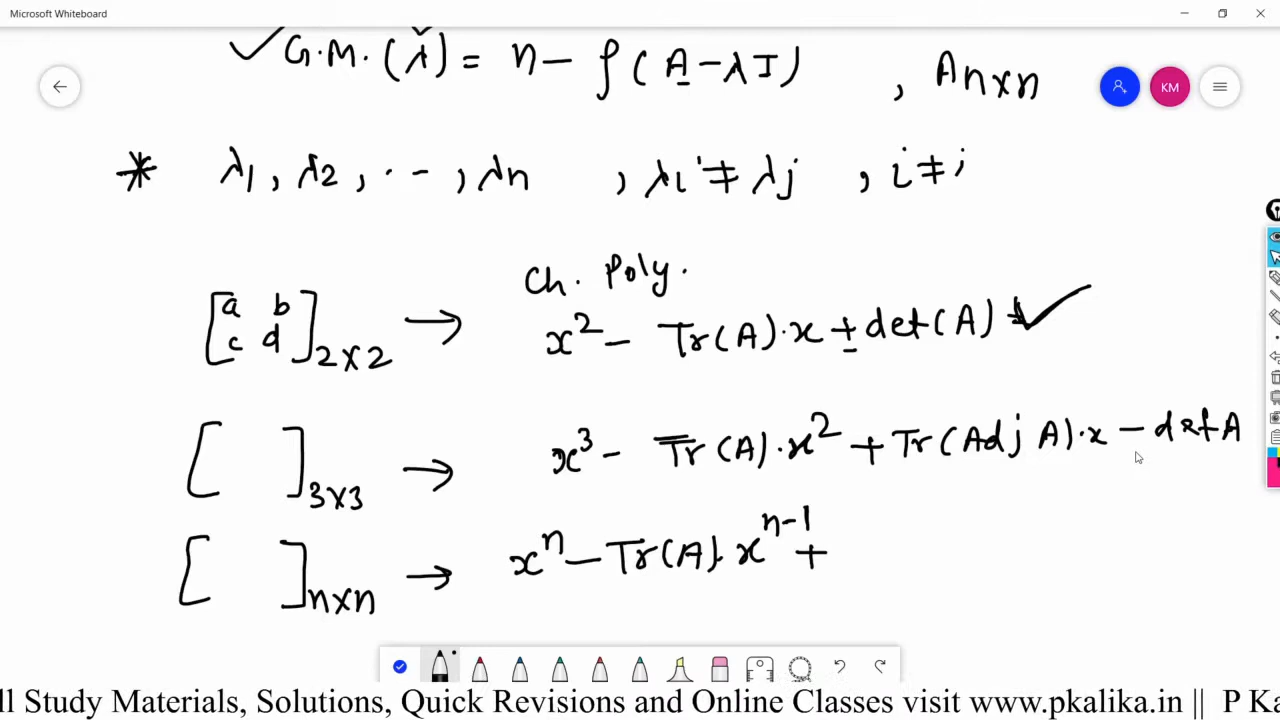 Microsoft Whiteboard
✓ G.M.(λ) = n - ρ(A - λI) , A n×n
KM
* λ1, λ2, ..., λn , λi ≠ λj , i ≠ j
Ch. Poly.
[a b c d]2×2 → x² - Tr(A)·x + det(A) ✓
[ ]3×3 → x³ - Tr(A)·x² + Tr(Adj A)·x - det A
[ ]n×n → xⁿ - Tr(A)·xⁿ⁻¹ +
ll Study Materials, Solutions, Quick Revisions and Online Classes visit www.pkalika.in || P Ka